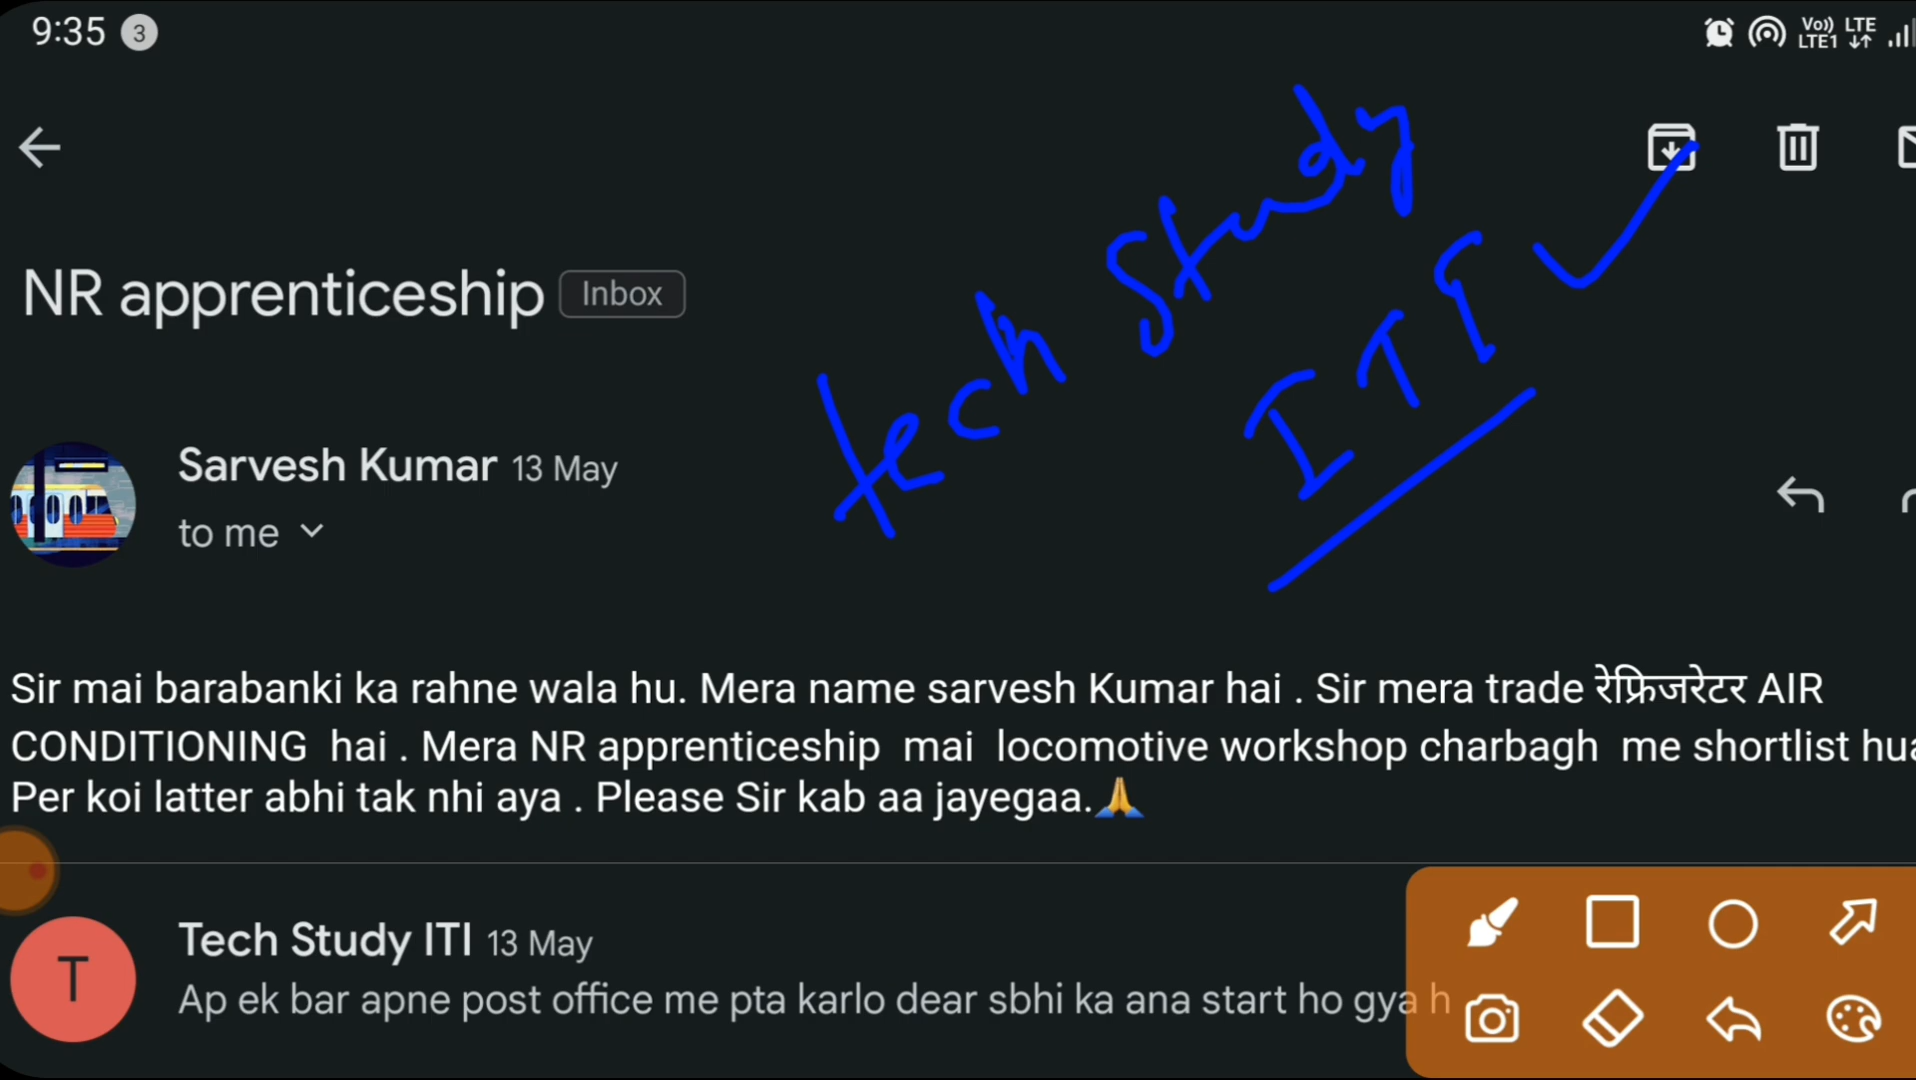 9:35 3
Vo)) LTE1 LTE
tech study
ITI
NR apprenticeship Inbox
Sarvesh Kumar 13 May
to me
Sir mai barabanki ka rahne wala hu. Mera name sarvesh Kumar hai . Sir mera trade रेफ्रिजरेटर AIR
CONDITIONING hai . Mera NR apprenticeship mai locomotive workshop charbagh me shortlist hua
Per koi latter abhi tak nhi aya . Please Sir kab aa jayegaa.🙏
T
Tech Study ITI 13 May
Ap ek bar apne post office me pta karlo dear sbhi ka ana start ho gya h